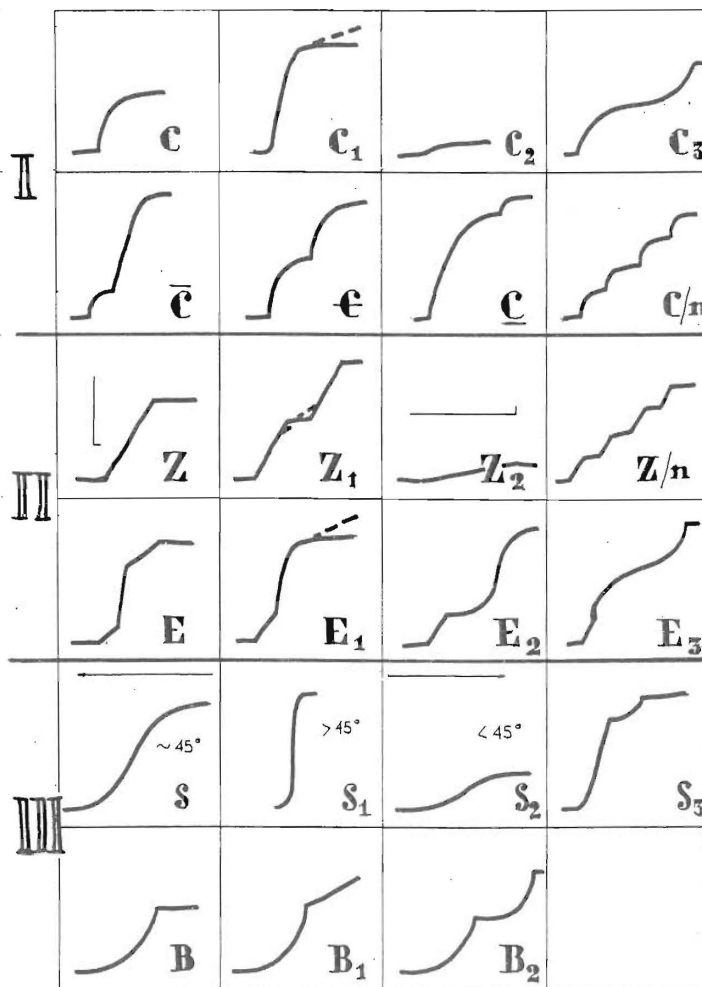 I
C C₁ C₂ C₃
C̄ C̶ C̲ C/n
II
Z Z₁ Z₂ Z/n
E E₁ E₂ E₃
III
~45° >45° <45°
S S₁ S₂ S₃
B B₁ B₂